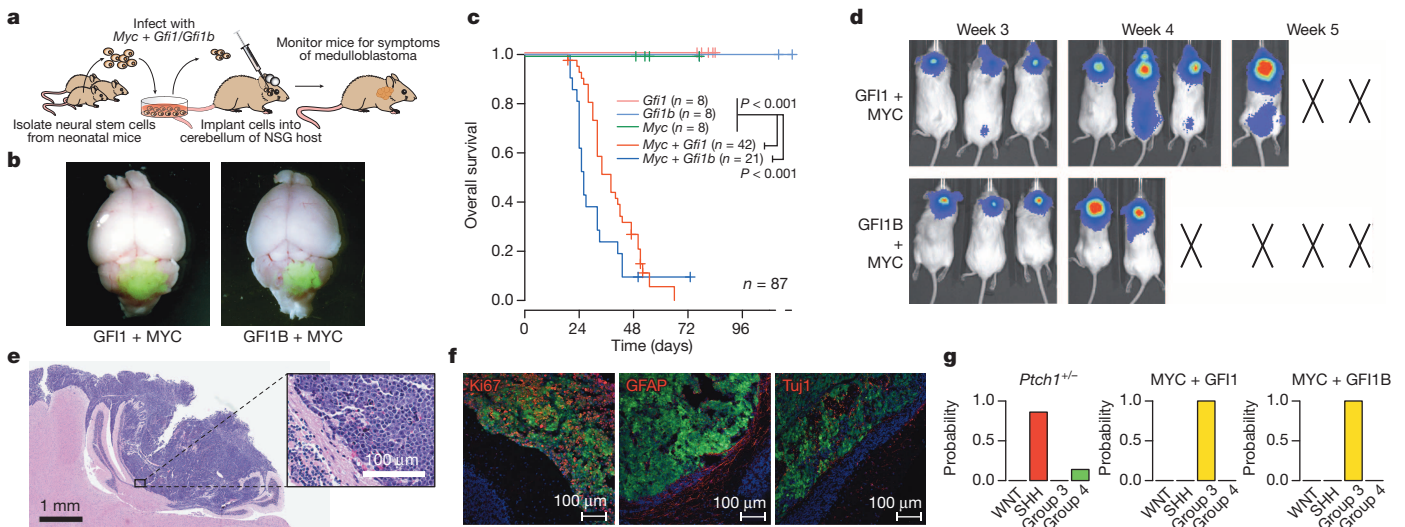 a
Infect with
Myc + Gfi1/Gfi1b
Monitor mice for symptoms
of medulloblastoma
Isolate neural stem cells
from neonatal mice
Implant cells into
cerebellum of NSG host
b
GFI1 + MYC
GFI1B + MYC
c
Overall survival
1.0
0.8
0.6
0.4
0.2
0.0
0
24
48
72
96
Time (days)
Gfi1 (n = 8)
Gfi1b (n = 8)
Myc (n = 8)
Myc + Gfi1 (n = 42)
Myc + Gfi1b (n = 21)
P < 0.001
P < 0.001
n = 87
d
Week 3
Week 4
Week 5
GFI1 +
MYC
GFI1B
+
MYC
e
1 mm
100 μm
f
Ki67
GFAP
Tuj1
100 μm
100 μm
100 μm
g
Ptch1+/–
Probability
1.0
0.5
0.0
WNT
SHH
Group 3
Group 4
MYC + GFI1
Probability
1.0
0.5
0.0
WNT
SHH
Group 3
Group 4
MYC + GFI1B
Probability
1.0
0.5
0.0
WNT
SHH
Group 3
Group 4